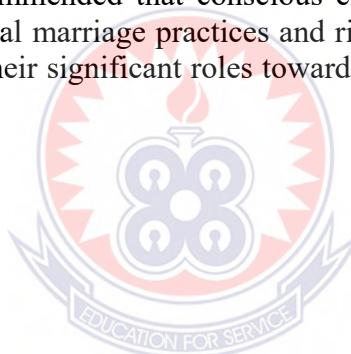 mmended that conscious e
al marriage practices and ri
heir significant roles toward
EDUCATION FOR SERVICE